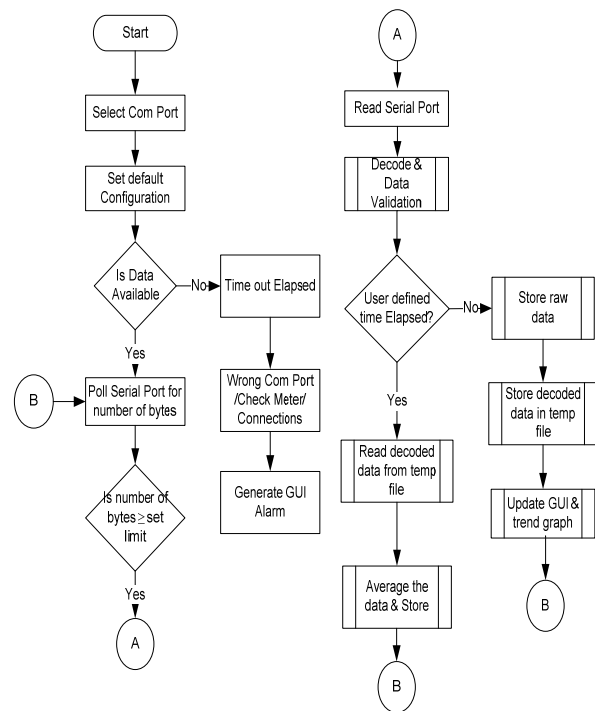 Start
Select Com Port
Set default
Configuration
Is Data
Available
No
Time out Elapsed
Wrong Com Port
/Check Meter/
Connections
Generate GUI
Alarm
Yes
B
Poll Serial Port for
number of bytes
Is number of
bytes ≥ set
limit
Yes
A
A
Read Serial Port
Decode &
Data
Validation
User defined
time Elapsed?
No
Store raw
data
Store decoded
data in temp
file
Update GUI &
trend graph
B
Yes
Read decoded
data from temp
file
Average the
data & Store
B